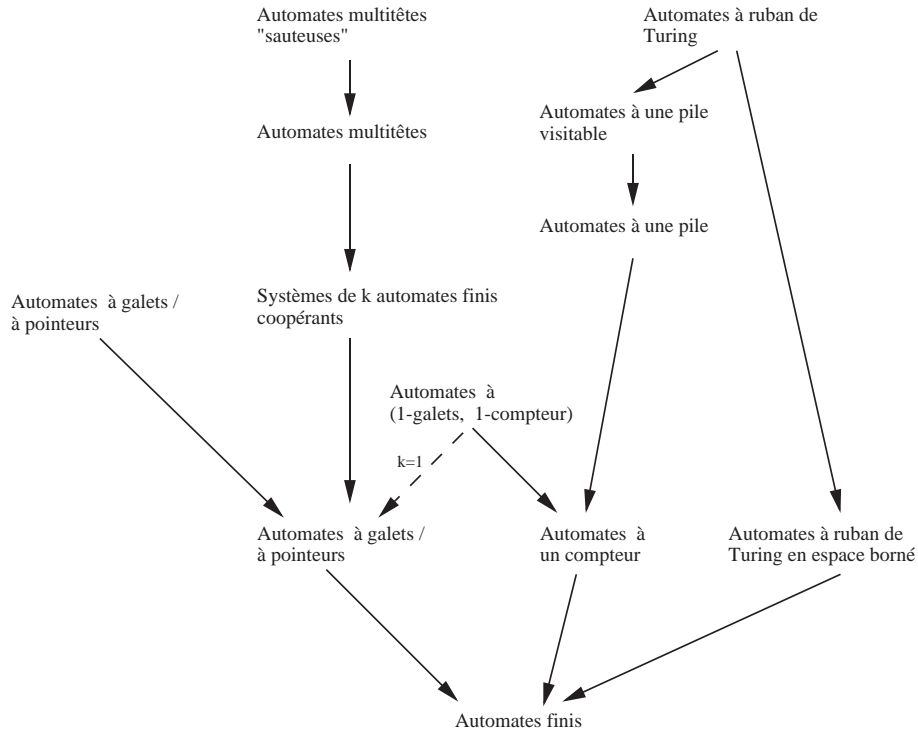 Automates multitêtes
"sauteuses"
Automates à ruban de
Turing
Automates à une pile
visitable
Automates multitêtes
Automates à une pile
Systèmes de k automates finis
coopérants
Automates à galets /
à pointeurs
Automates à
(1-galets, 1-compteur)
k=1
Automates à galets /
à pointeurs
Automates à
un compteur
Automates à ruban de
Turing en espace borné
Automates finis